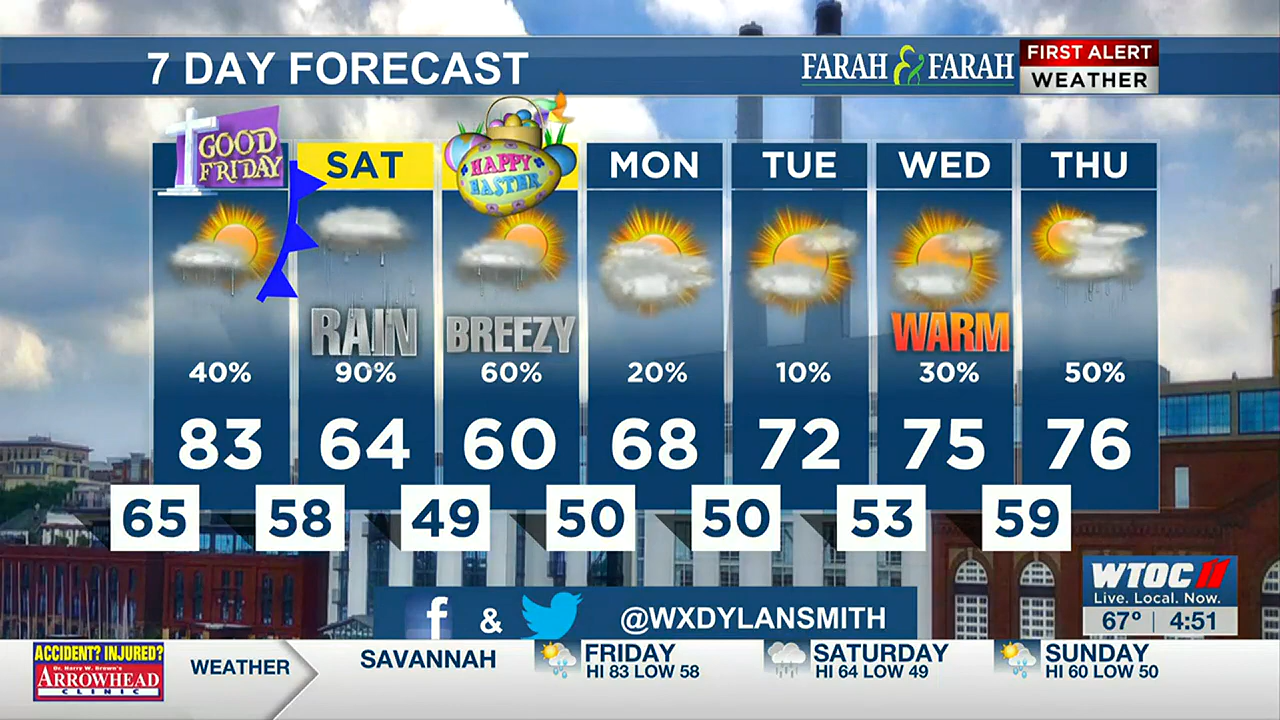 7 DAY FORECAST
FARAH & FARAH
FIRST ALERT
WEATHER
GOOD
FRIDAY
SAT
HAPPY
EASTER
MON
TUE
WED
THU
RAIN
BREEZY
WARM
40%
90%
60%
20%
10%
30%
50%
83
64
60
68
72
75
76
65
58
49
50
50
53
59
WTOC 11
Live. Local. Now.
67° | 4:51
f & @WXDYLANSMITH
ACCIDENT? INJURED?
Dr. Harry W. Brown's
ARROWHEAD
CLINIC
WEATHER
SAVANNAH
FRIDAY
HI 83 LOW 58
SATURDAY
HI 64 LOW 49
SUNDAY
HI 60 LOW 50